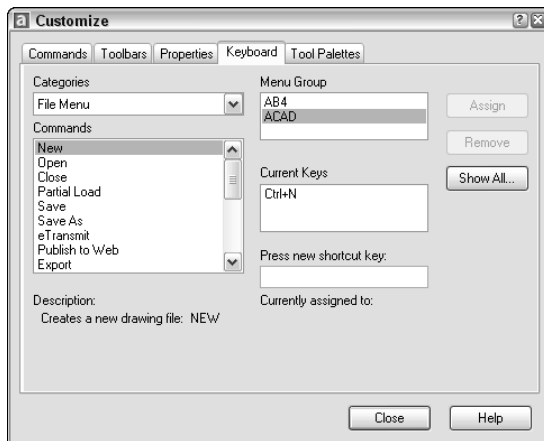 a Customize
Commands Toolbars Properties Keyboard Tool Palettes
Categories
File Menu
Commands
New
Open
Close
Partial Load
Save
Save As
eTransmit
Publish to Web
Export
Description:
Creates a new drawing file: NEW
Menu Group
AB4
ACAD
Current Keys
Ctrl+N
Press new shortcut key:
Currently assigned to:
Assign
Remove
Show All...
Close
Help